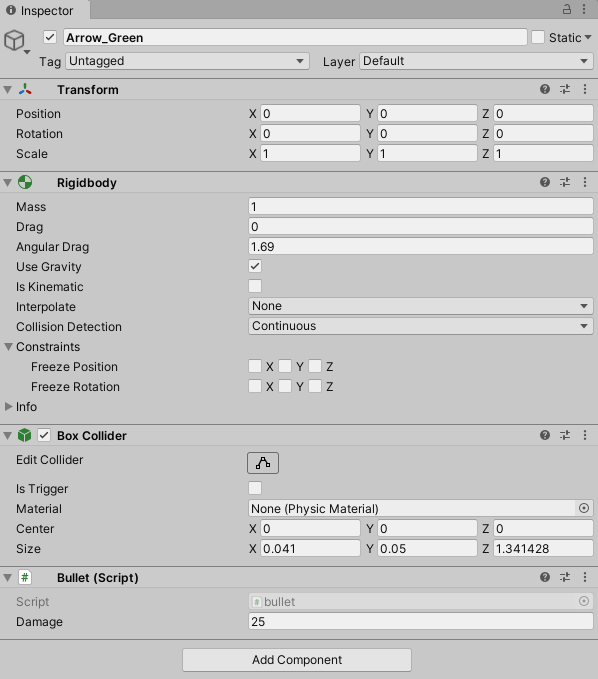 Inspector
Arrow_Green Static
Tag Untagged Layer Default
Transform
Position X 0 Y 0 Z 0
Rotation X 0 Y 0 Z 0
Scale X 1 Y 1 Z 1
Rigidbody
Mass 1
Drag 0
Angular Drag 1.69
Use Gravity
Is Kinematic
Interpolate None
Collision Detection Continuous
Constraints
Freeze Position X Y Z
Freeze Rotation X Y Z
Info
Box Collider
Edit Collider
Is Trigger
Material None (Physic Material)
Center X 0 Y 0 Z 0
Size X 0.041 Y 0.05 Z 1.341428
# Bullet (Script)
Script # bullet
Damage 25
Add Component